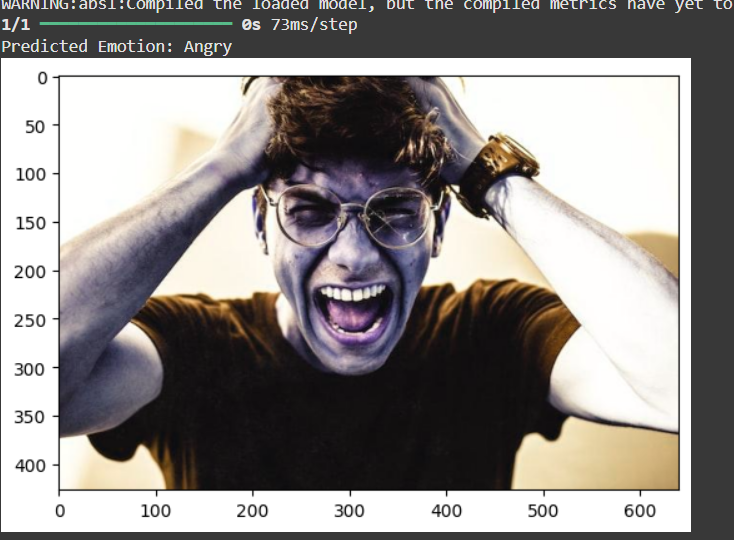 WARNING:absl:Compiled the loaded model, but the compiled metrics have yet to
1/1 ━━━━━━━━━━━━━━━━━━━━ 0s 73ms/step
Predicted Emotion: Angry
0
50
100
150
200
250
300
350
400
0 100 200 300 400 500 600